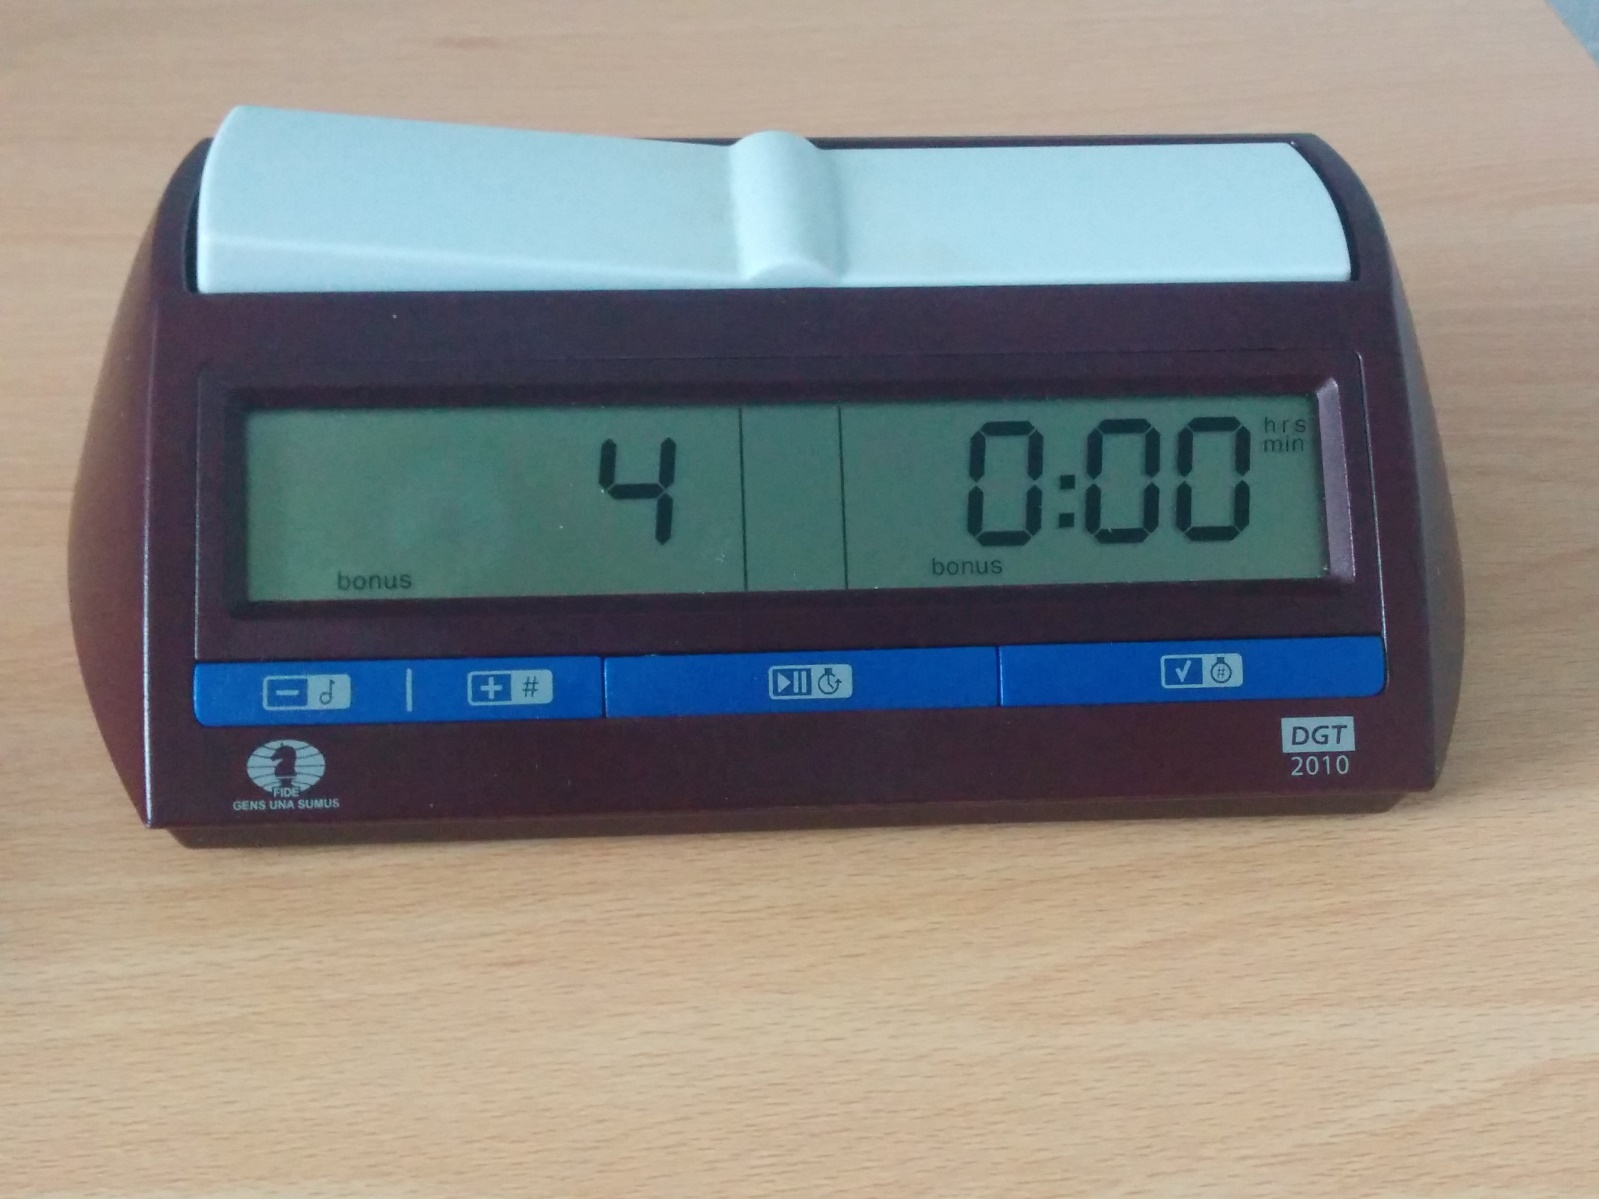 4
0:00
hrs
min
bonus
bonus
#
#
FIDE
GENS UNA SUMUS
DGT
2010